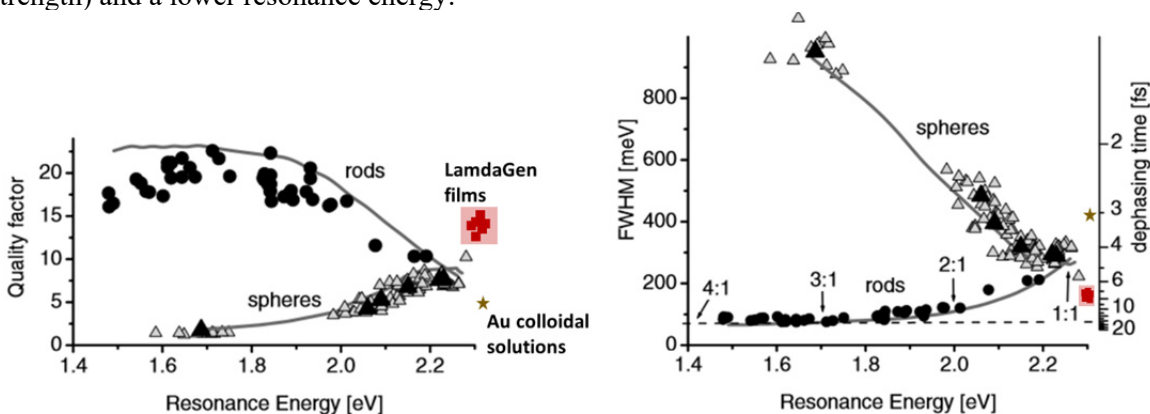 strength) and a lower resonance energy.
Quality factor
20
15
10
5
0
rods
spheres
LamdaGen
films
Au colloidal
solutions
1.4
1.6
1.8
2.0
2.2
Resonance Energy [eV]
FWHM [meV]
800
600
400
200
0
spheres
rods
4:1
3:1
2:1
1:1
2
3
4
6
10
20
dephasing time [fs]
1.4
1.6
1.8
2.0
2.2
Resonance Energy [eV]